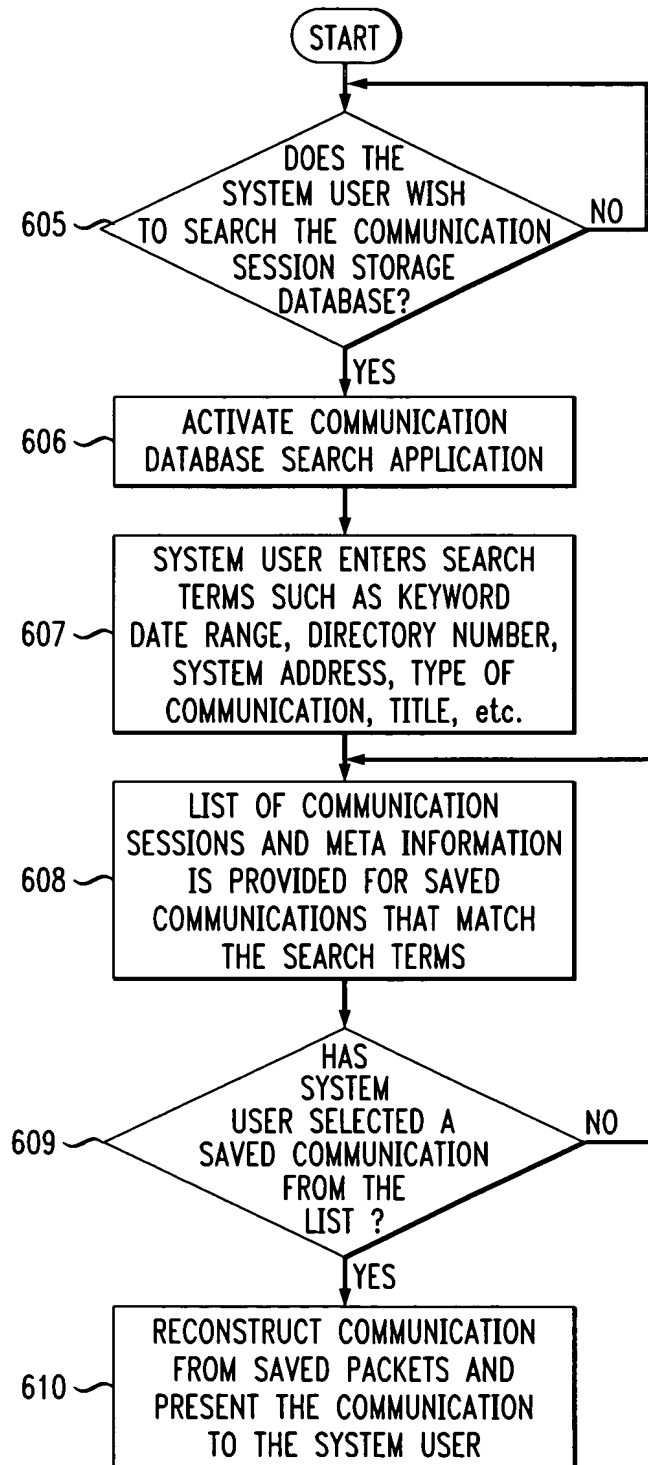 START
DOES THE
SYSTEM USER WISH
TO SEARCH THE COMMUNICATION
SESSION STORAGE
DATABASE?
605
NO
YES
ACTIVATE COMMUNICATION
DATABASE SEARCH APPLICATION
606
SYSTEM USER ENTERS SEARCH
TERMS SUCH AS KEYWORD
DATE RANGE, DIRECTORY NUMBER,
SYSTEM ADDRESS, TYPE OF
COMMUNICATION, TITLE, etc.
607
LIST OF COMMUNICATION
SESSIONS AND META INFORMATION
IS PROVIDED FOR SAVED
COMMUNICATIONS THAT MATCH
THE SEARCH TERMS
608
HAS
SYSTEM
USER SELECTED A
SAVED COMMUNICATION
FROM THE
LIST ?
609
NO
YES
RECONSTRUCT COMMUNICATION
FROM SAVED PACKETS AND
PRESENT THE COMMUNICATION
TO THE SYSTEM USER
610